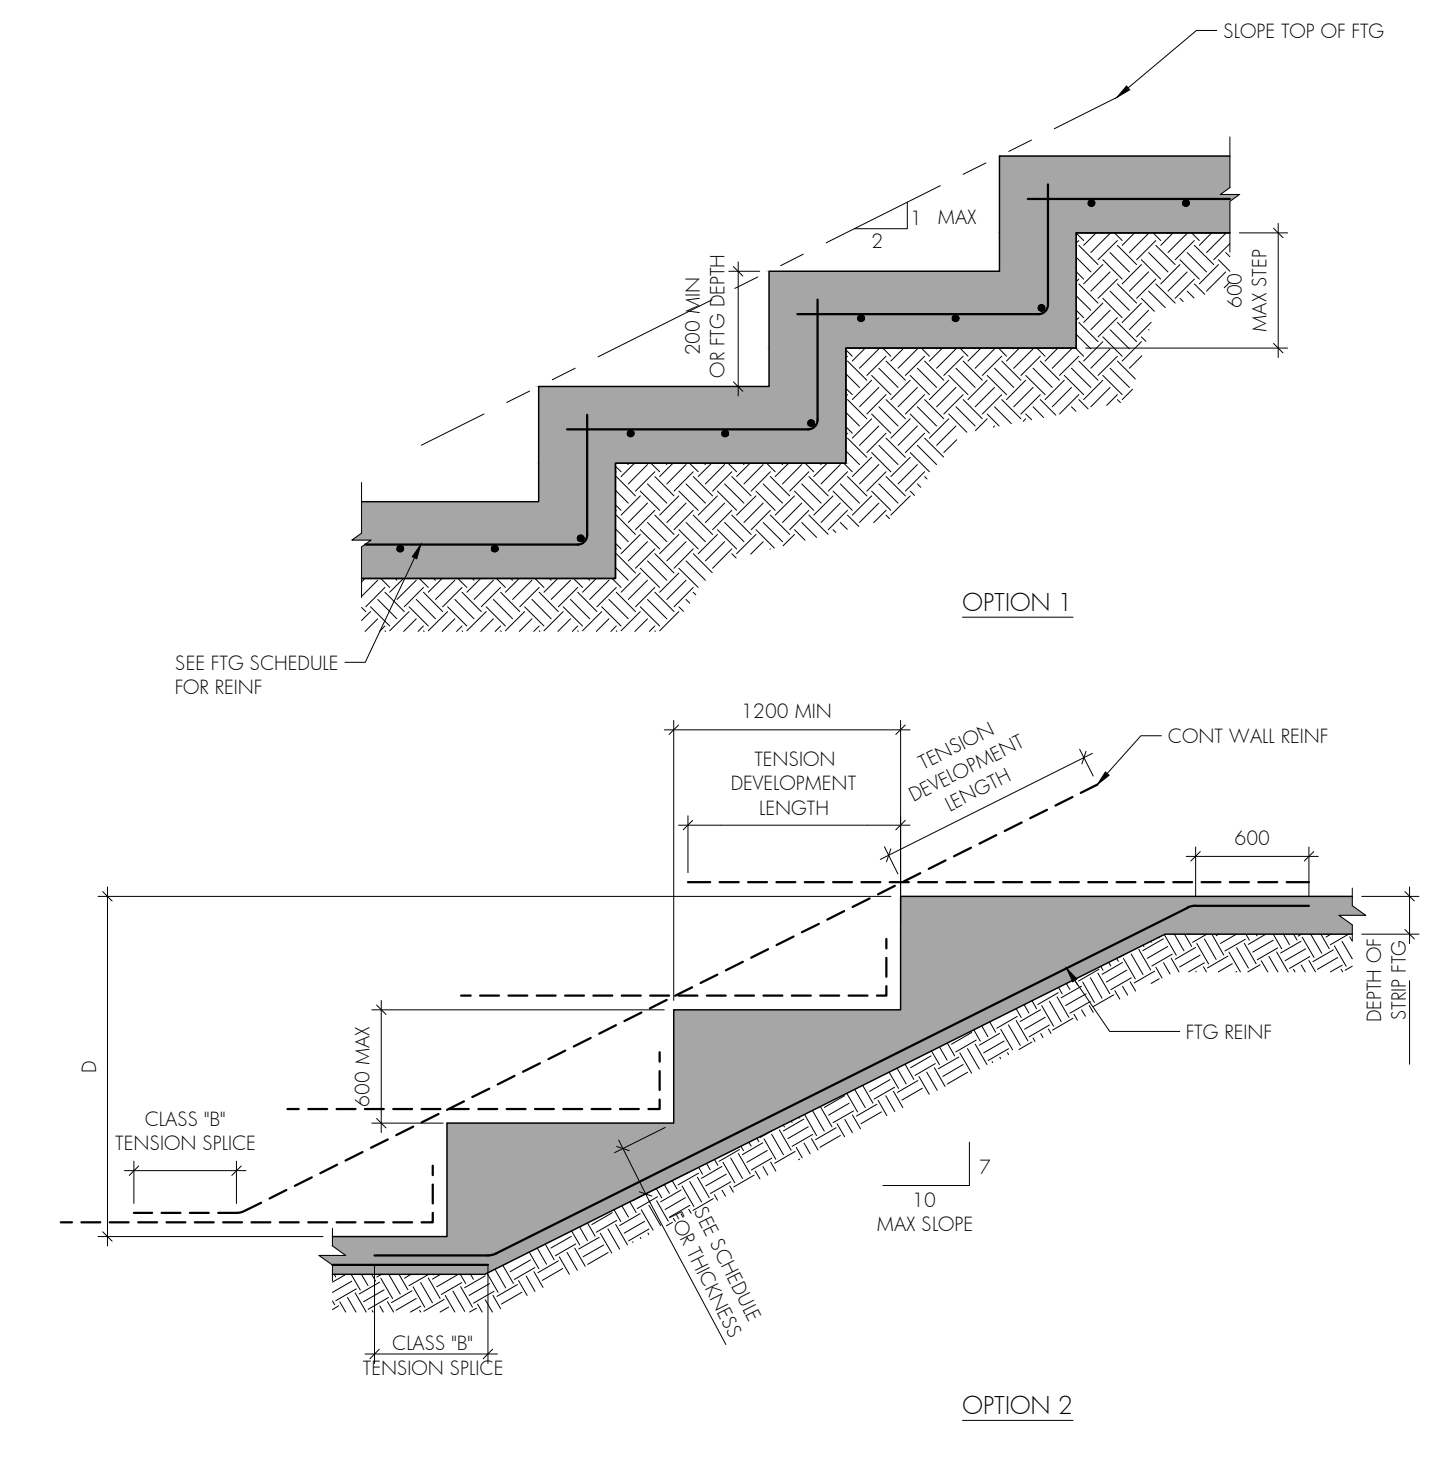 SLOPE TOP OF FTG
1 MAX
2
200 MIN
OR FTG DEPTH
600
MAX STEP
OPTION 1
SEE FTG SCHEDULE
FOR REINF
1200 MIN
TENSION
DEVELOPMENT
LENGTH
TENSION
DEVELOPMENT
LENGTH
CONT WALL REINF
600
DEPTH OF
STRIP FTG
FTG REINF
D
600 MAX
CLASS "B"
TENSION SPLICE
7
10
MAX SLOPE
SEE SCHEDULE
FOR THICKNESS
CLASS "B"
TENSION SPLICE
OPTION 2